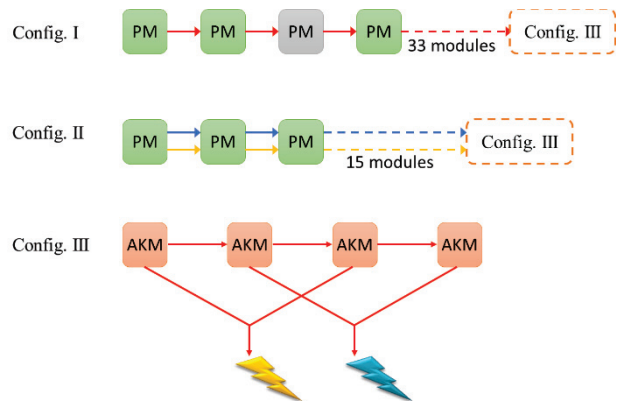 Config. I
PM PM PM PM
33 modules
Config. III
Config. II
PM PM PM
15 modules
Config. III
Config. III
AKM AKM AKM AKM